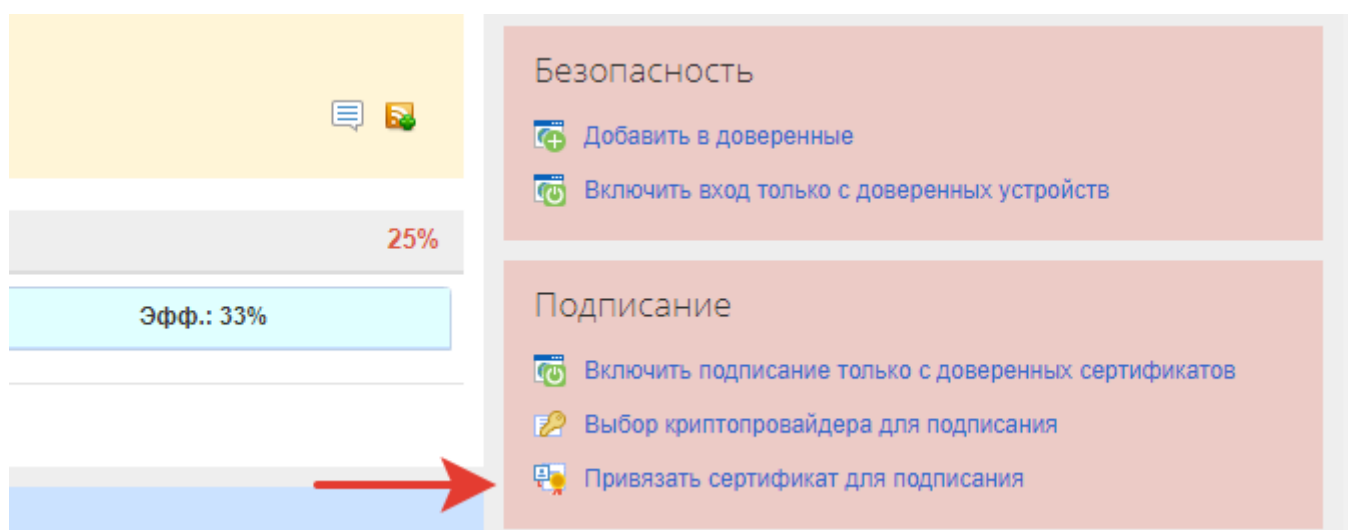 25%
Эфф.: 33%
Безопасность
Добавить в доверенные
Включить вход только с доверенных устройств
Подписание
Включить подписание только с доверенных сертификатов
Выбор криптопровайдера для подписания
Привязать сертификат для подписания